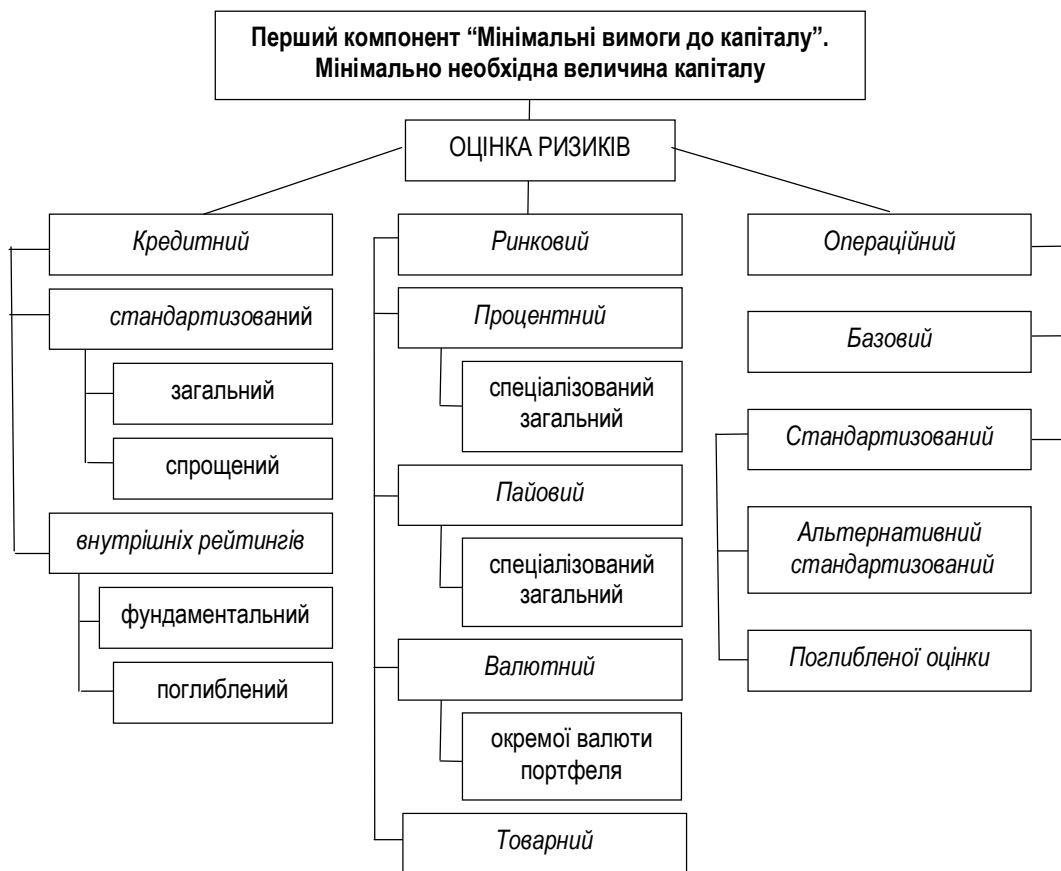 Перший компонент “Мінімальні вимоги до капіталу”.
Мінімально необхідна величина капіталу
ОЦІНКА РИЗИКІВ
Кредитний
стандартизований
загальний
спрощений
внутрішніх рейтингів
фундаментальний
поглиблений
Ринковий
Процентний
спеціалізований
загальний
Пайовий
спеціалізований
загальний
Валютний
окремої валюти
портфеля
Товарний
Операційний
Базовий
Стандартизований
Альтернативний
стандартизований
Поглибленої оцінки